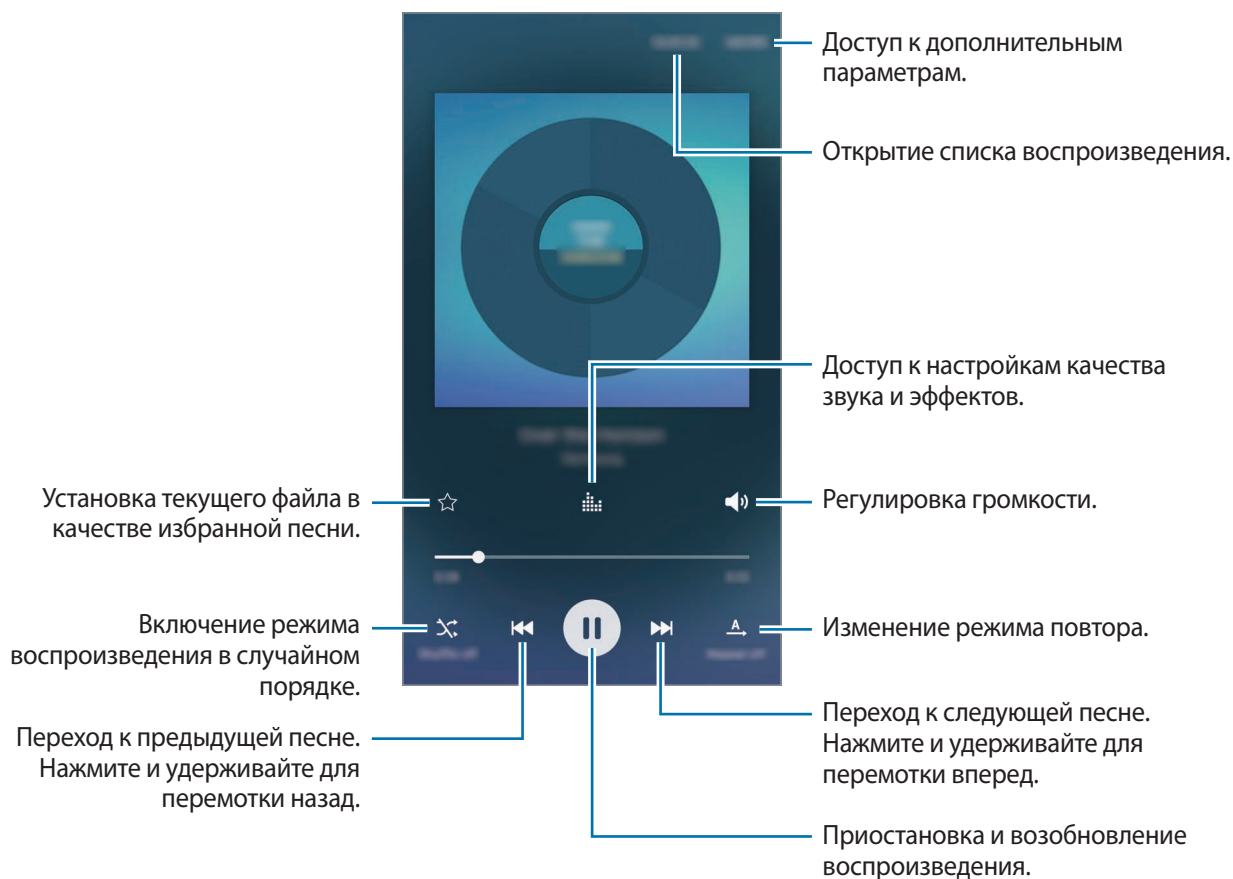 Доступ к дополнительным
параметрам.
Открытие списка воспроизведения.
Доступ к настройкам качества
звука и эффектов.
Установка текущего файла в
качестве избранной песни.
Регулировка громкости.
Включение режима
воспроизведения в случайном
порядке.
A
Изменение режима повтора.
Переход к предыдущей песне.
Нажмите и удерживайте для
перемотки назад.
Переход к следующей песне.
Нажмите и удерживайте для
перемотки вперед.
Приостановка и возобновление
воспроизведения.